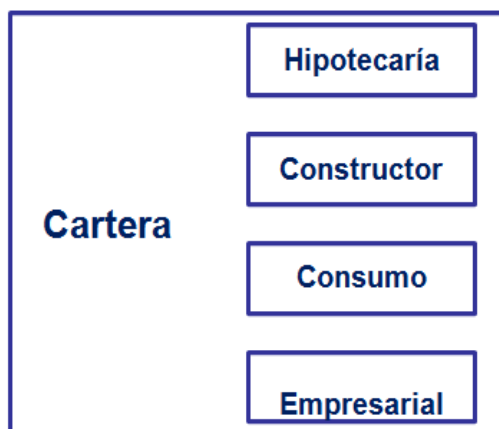 Hipotecaría
Constructor
Cartera
Consumo
Empresarial